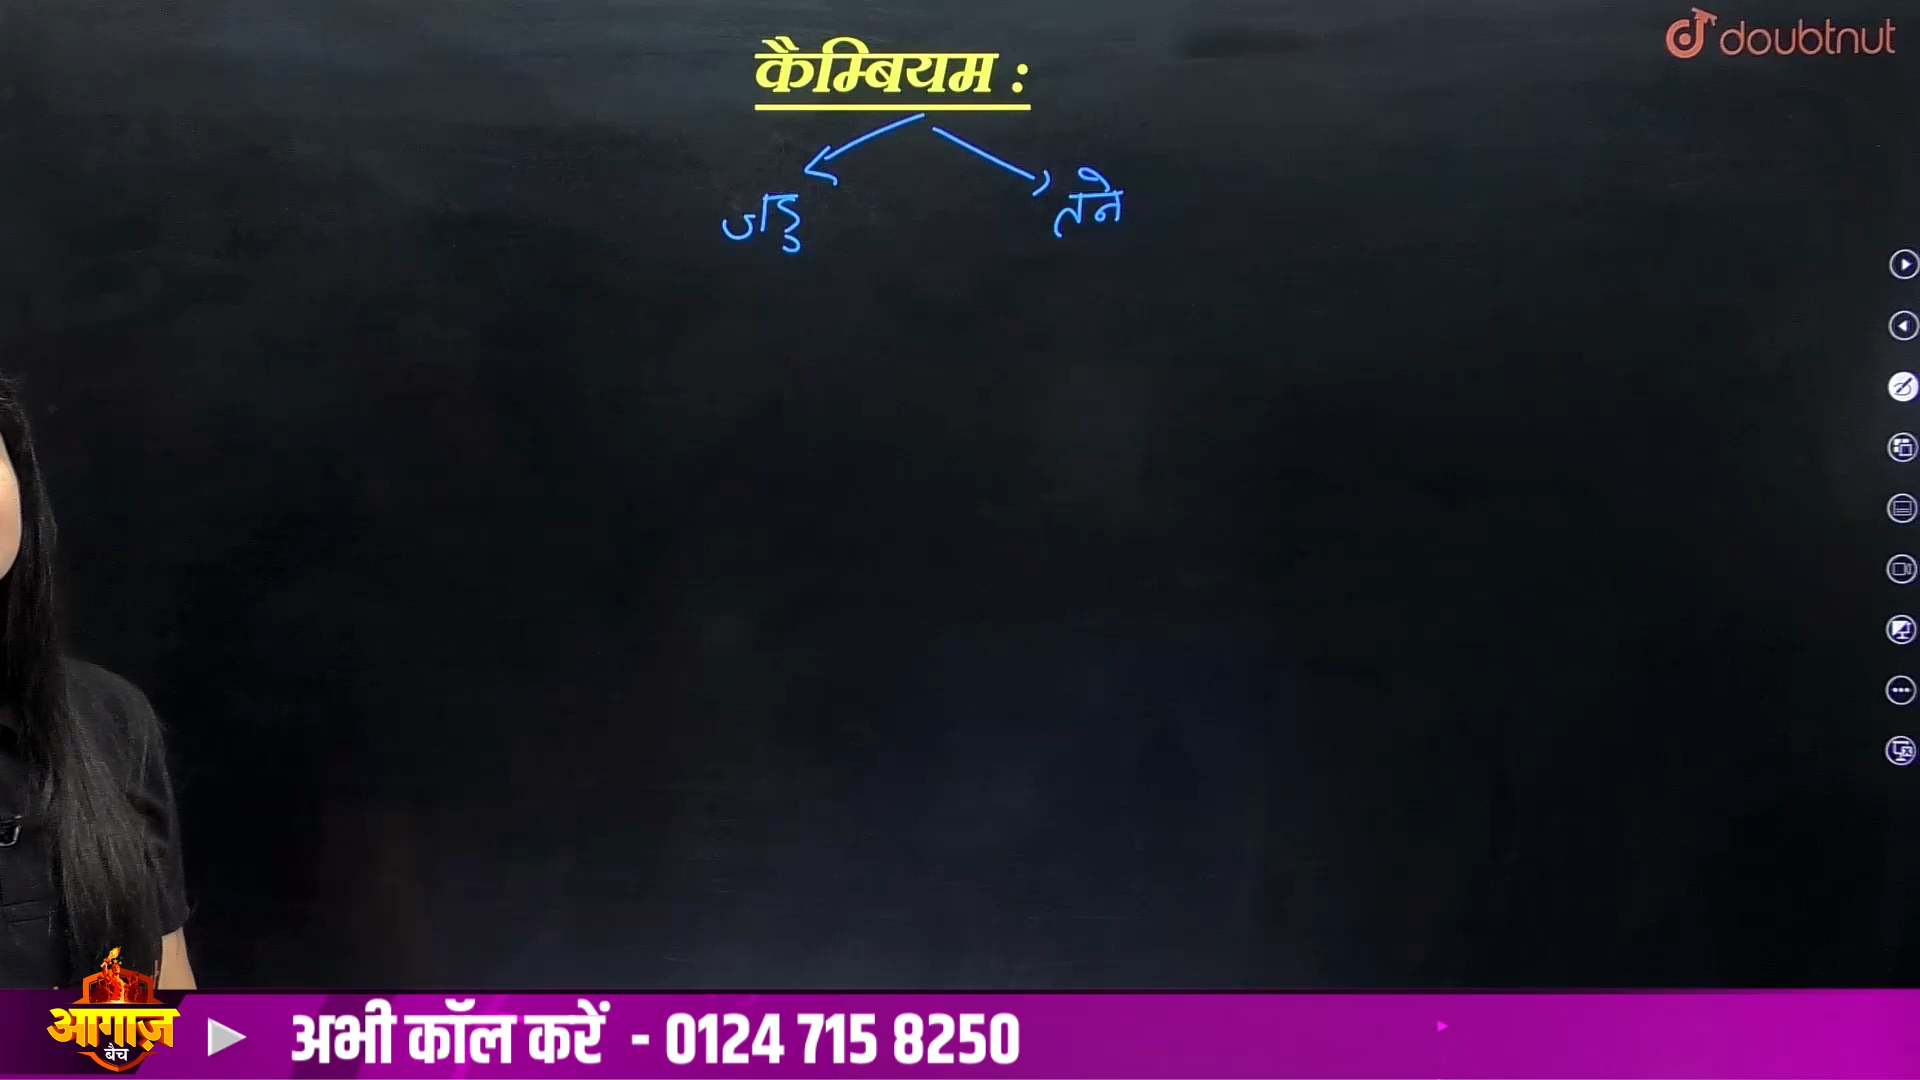 doubtnut
कैम्बियम :
जड़ तने
आगाज़
बैच
अभी कॉल करें - 0124 715 8250